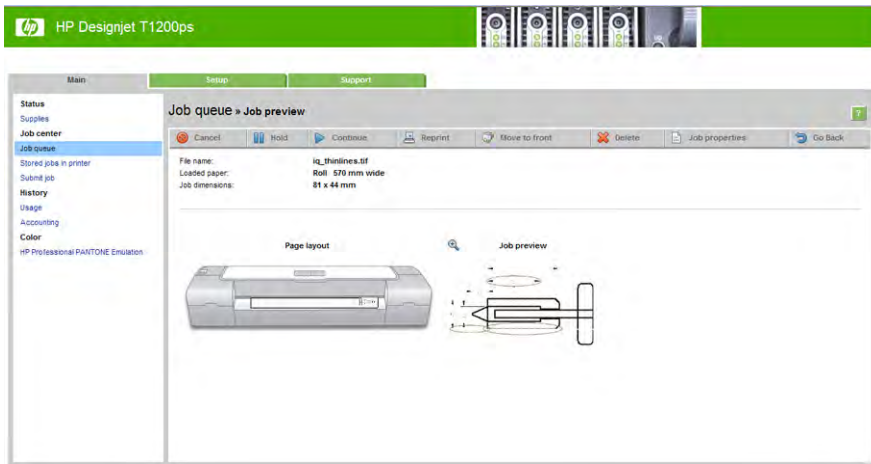 hp HP Designjet T1200ps
Main Setup Support
Status
Supplies
Job center
Job queue
Stored jobs in printer
Submit job
History
Usage
Accounting
Color
HP Professional PANTONE Emulation
Job queue » Job preview
?
Cancel Hold Continue Reprint Move to front Delete Job properties Go Back
File name: iq_thinlines.tif
Loaded paper: Roll 570 mm wide
Job dimensions: 81 x 44 mm
Page layout
Job preview